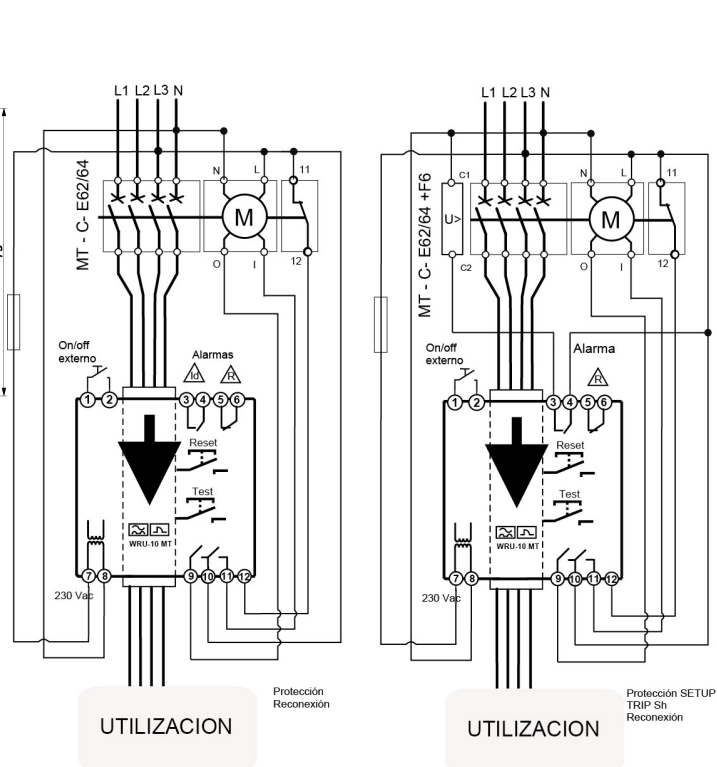 L1 L2 L3 N
MT - C- E62/64
N
L
11
M
O
I
12
On/off
externo
Alarmas
Id
R
1
2
3
4
5
6
Reset
Test
WRU-10 MT
7
8
9
10
11
12
230 Vac
Protección
Reconexión
UTILIZACION
L1 L2 L3 N
MT - C- E62/64 +F6
C1
U>
C2
N
L
11
M
O
I
12
On/off
externo
Alarma
R
1
2
3
4
5
6
Reset
Test
WRU-10 MT
7
8
9
10
11
12
230 Vac
Protección SETUP
TRIP Sh
Reconexión
UTILIZACION